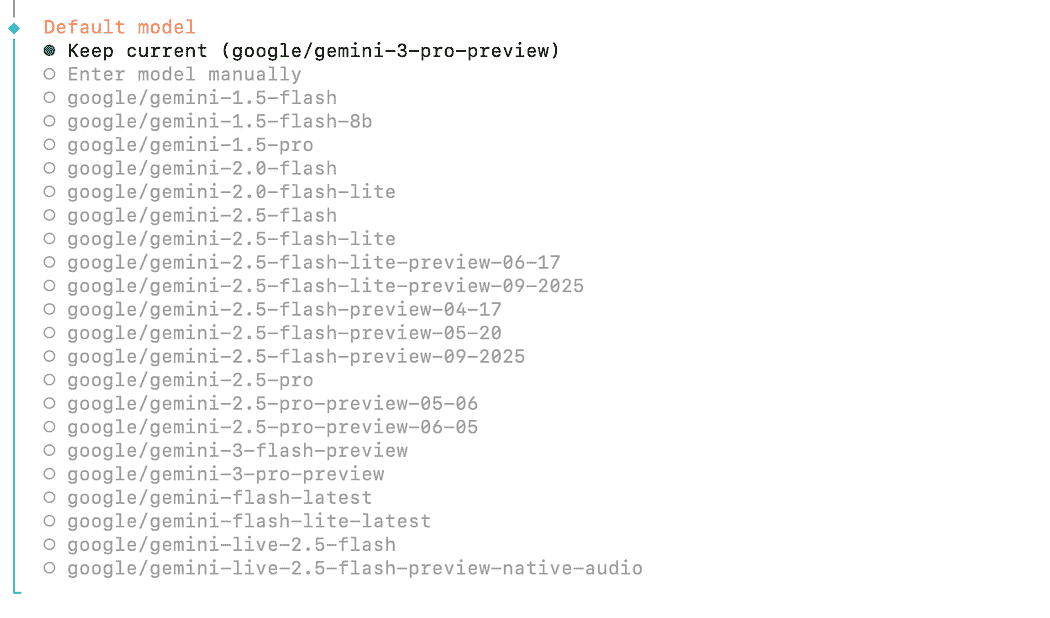 Default model
Keep current (google/gemini-3-pro-preview)
Enter model manually
google/gemini-1.5-flash
google/gemini-1.5-flash-8b
google/gemini-1.5-pro
google/gemini-2.0-flash
google/gemini-2.0-flash-lite
google/gemini-2.5-flash
google/gemini-2.5-flash-lite
google/gemini-2.5-flash-lite-preview-06-17
google/gemini-2.5-flash-lite-preview-09-2025
google/gemini-2.5-flash-preview-04-17
google/gemini-2.5-flash-preview-05-20
google/gemini-2.5-flash-preview-09-2025
google/gemini-2.5-pro
google/gemini-2.5-pro-preview-05-06
google/gemini-2.5-pro-preview-06-05
google/gemini-3-flash-preview
google/gemini-3-pro-preview
google/gemini-flash-latest
google/gemini-flash-lite-latest
google/gemini-live-2.5-flash
google/gemini-live-2.5-flash-preview-native-audio